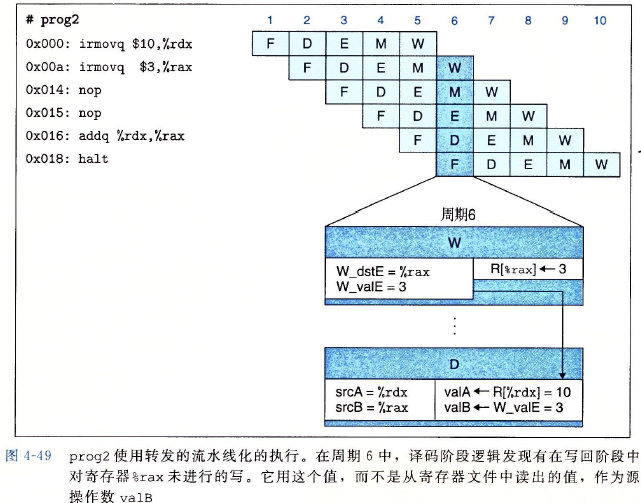 # prog2
1 2 3 4 5 6 7 8 9 10
0x000: irmovq $10,%rdx F D E M W
0x00a: irmovq $3,%rax F D E M W
0x014: nop F D E M W
0x015: nop F D E M W
0x016: addq %rdx,%rax F D E M W
0x018: halt F D E M W
周期6
W
W_dstE = %rax R[%rax] ← 3
W_valE = 3
⋮
D
srcA = %rdx valA ← R[%rdx] = 10
srcB = %rax valB ← W_valE = 3
图 4-49 prog2使用转发的流水线化的执行。在周期6中，译码阶段逻辑发现有在写回阶段中
对寄存器%rax未进行的写。它用这个值，而不是从寄存器文件中读出的值，作为源
操作数 valB